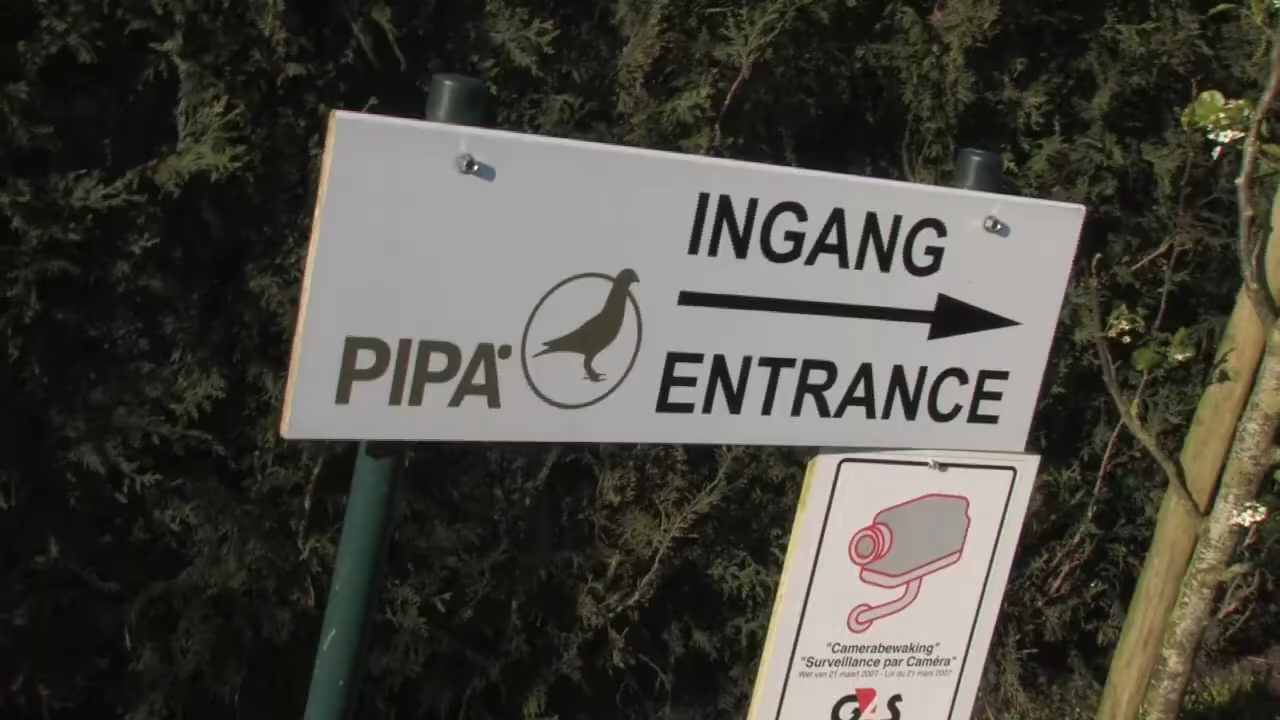 INGANG
PIPA
ENTRANCE
"Camerabewaking"
"Surveillance par Caméra"
Wet van 21 maart 2007 - Loi du 21 mars 2007
G4S